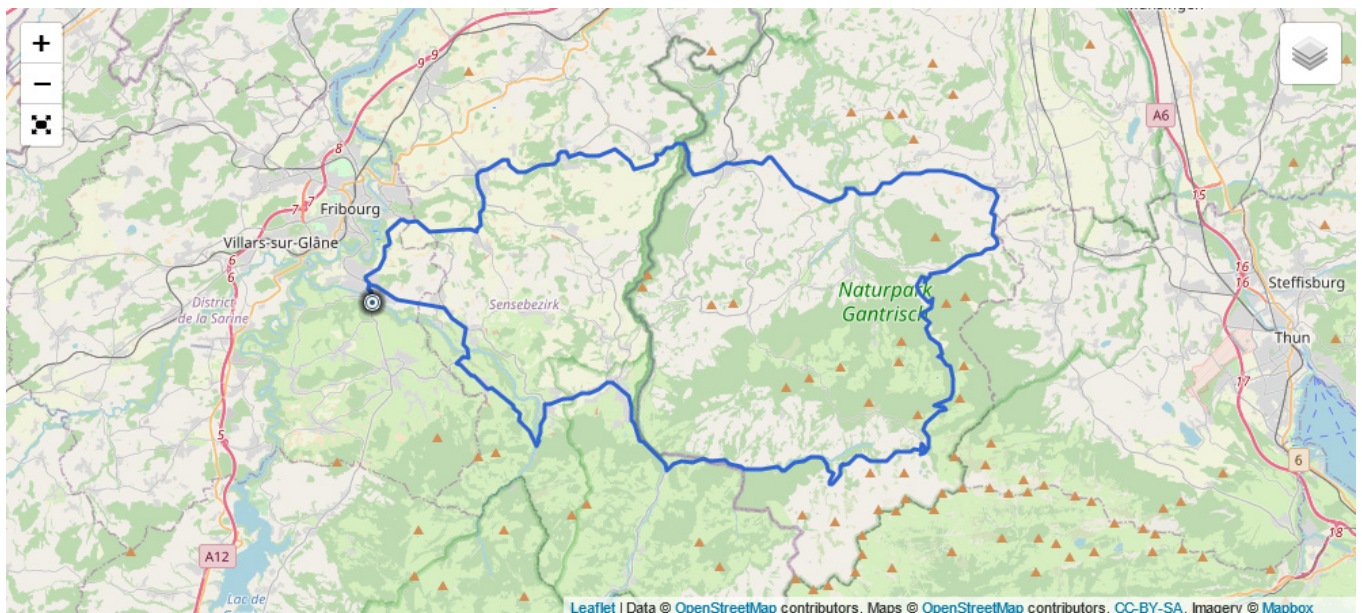 +
−
9
9
8
7
7
Fribourg
Villars-sur-Glâne
6
6
District
de la Sarine
Sensebezirk
Naturpark
Gantrisch
A6
15
16
16
Steffisburg
Thun
17
6
18
5
A12
Lac de
Leaflet | Data © OpenStreetMap contributors, Maps © OpenStreetMap contributors, CC-BY-SA, Imagery © Mapbox